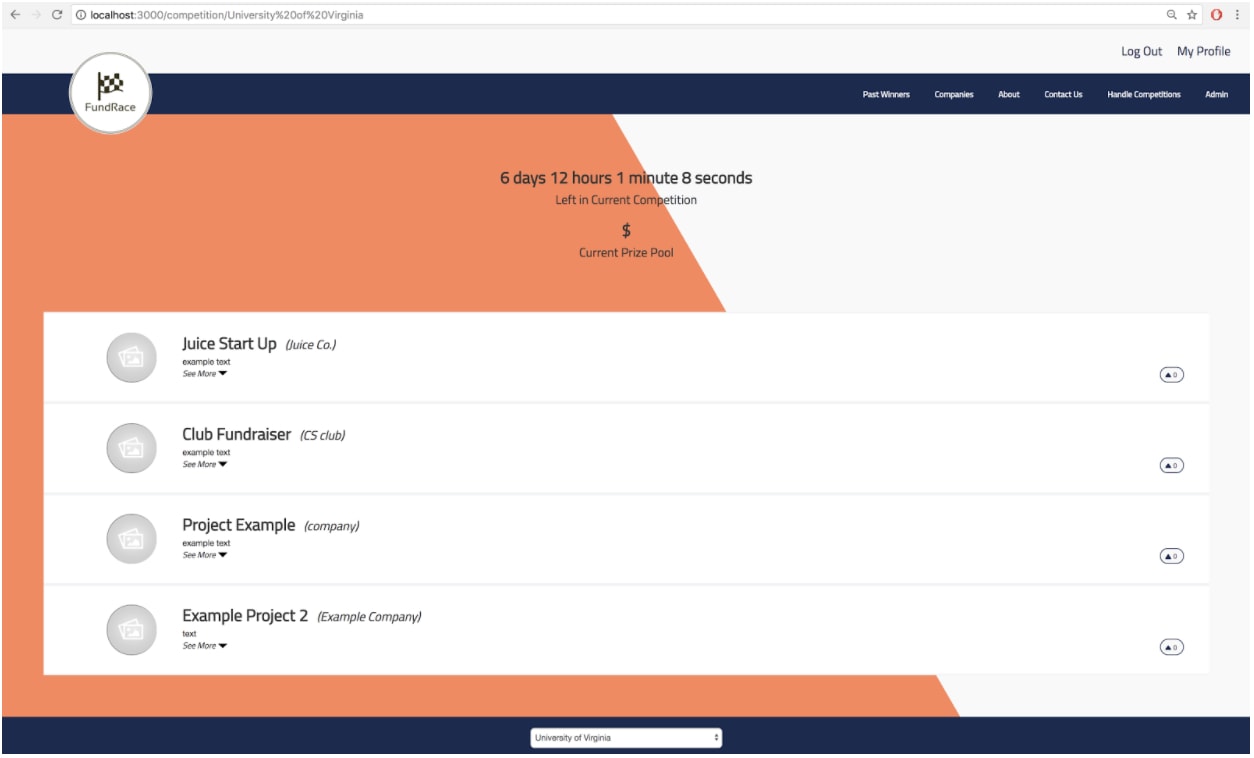 localhost:3000/competition/University%20of%20Virginia
Log Out My Profile
FundRace
Past Winners Companies About Contact Us Handle Competitions Admin
6 days 12 hours 1 minute 8 seconds
Left in Current Competition
$
Current Prize Pool
Juice Start Up (Juice Co.)
example text
See More
0
Club Fundraiser (CS club)
example text
See More
0
Project Example (company)
example text
See More
0
Example Project 2 (Example Company)
text
See More
0
University of Virginia